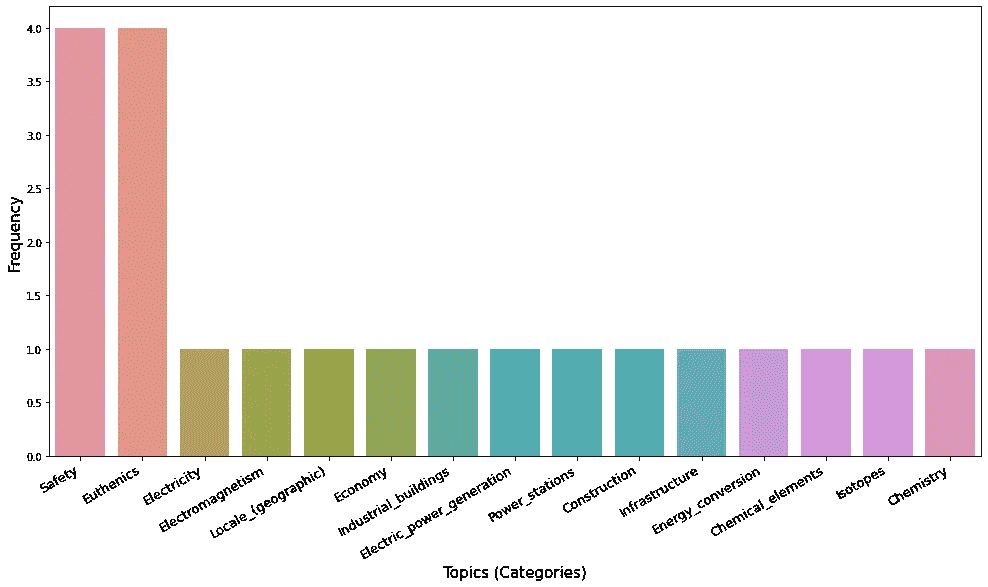 4.0
3.5
3.0
2.5
2.0
1.5
1.0
0.5
0.0
Frequency
Safety
Euthenics
Electricity
Electromagnetism
Locale_(geographic)
Economy
Industrial_buildings
Electric_power_generation
Power_stations
Construction
Infrastructure
Energy_conversion
Chemical_elements
Isotopes
Chemistry
Topics (Categories)